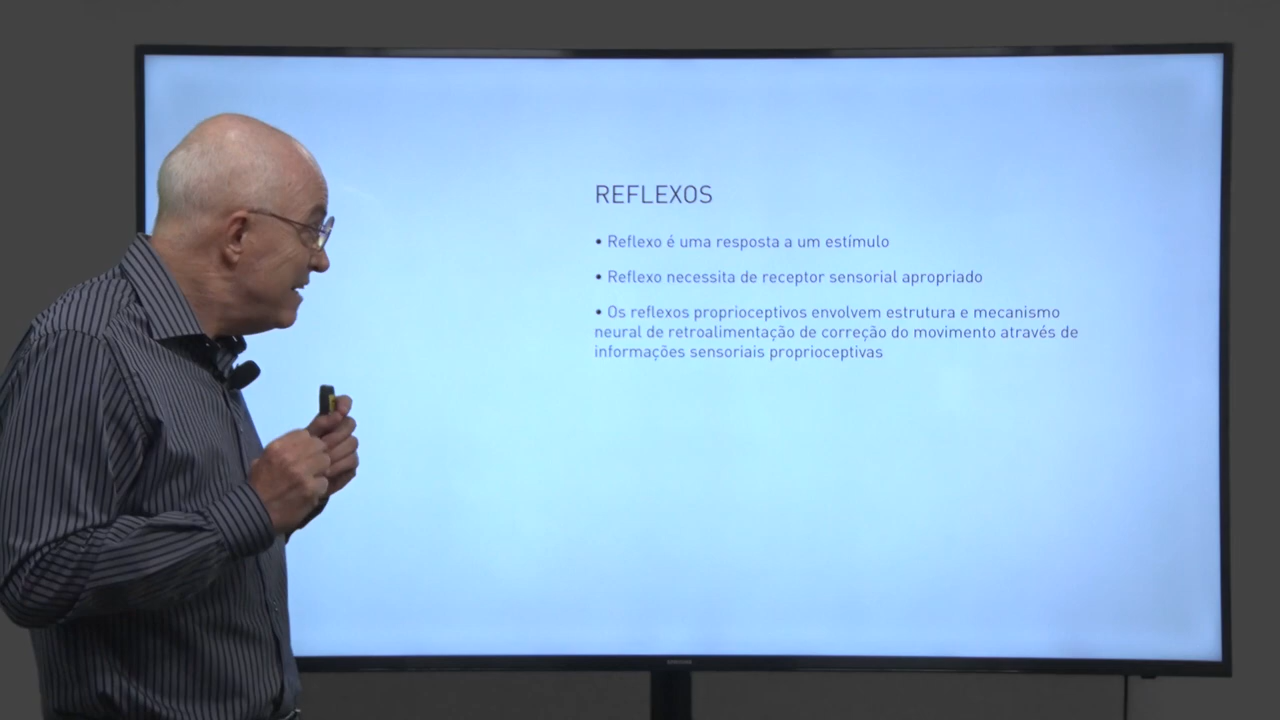 REFLEXOS
• Reflexo é uma resposta a um estímulo
• Reflexo necessita de receptor sensorial apropriado
• Os reflexos proprioceptivos envolvem estrutura e mecanismo
neural de retroalimentação de correção do movimento através de
informações sensoriais proprioceptivas
SAMSUNG